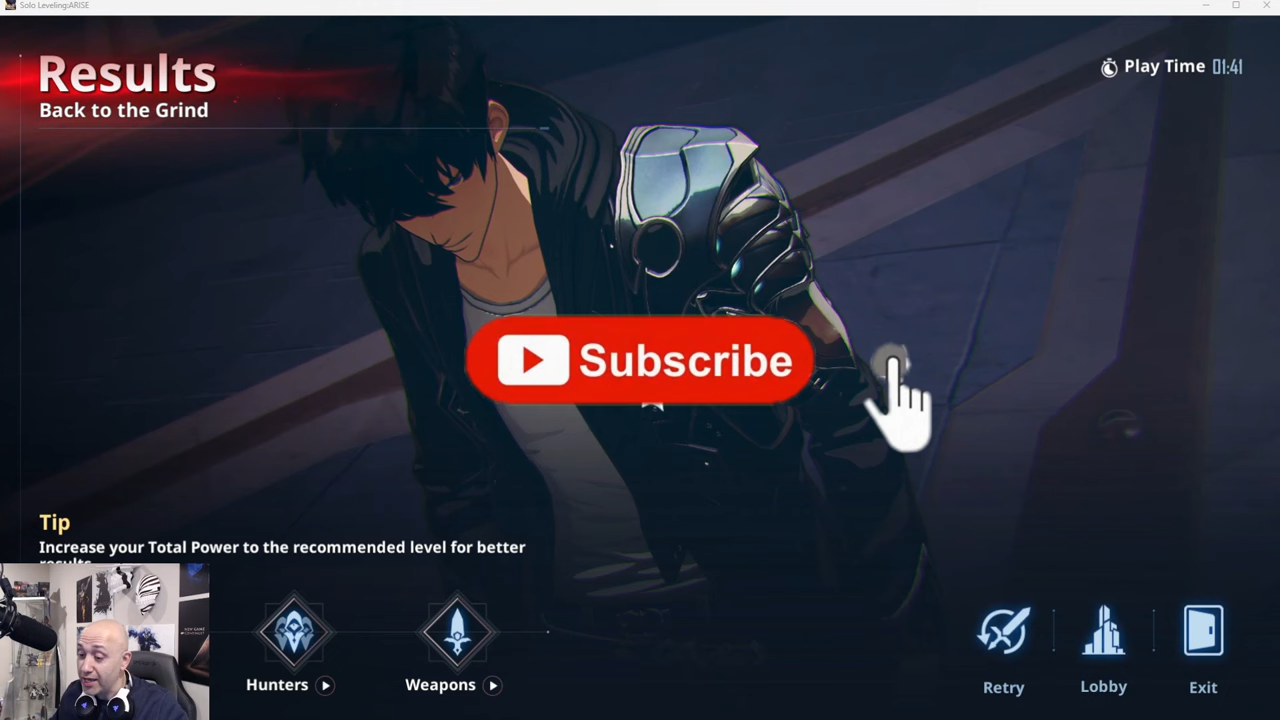 Solo Leveling:ARISE
Results
Back to the Grind
Play Time 01:41
Subscribe
Tip
Increase your Total Power to the recommended level for better
results
Hunters
Weapons
Retry
Lobby
Exit